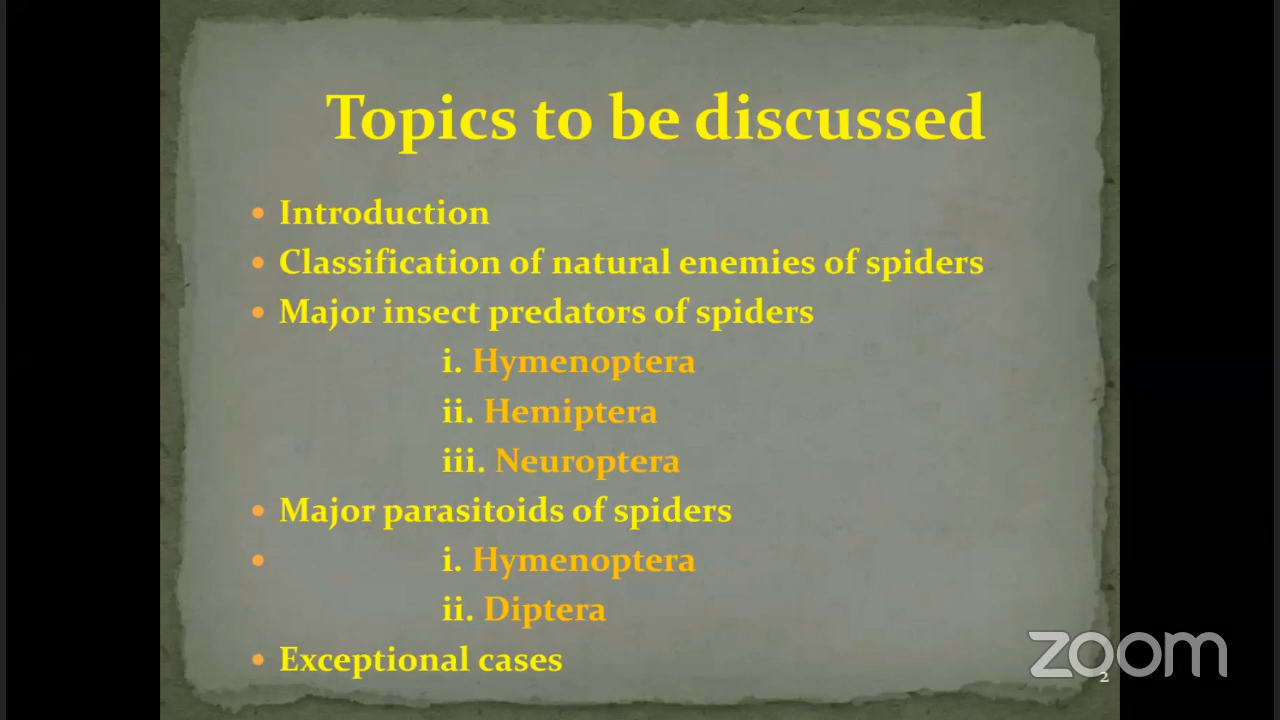 Topics to be discussed
• Introduction
• Classification of natural enemies of spiders
• Major insect predators of spiders
i. Hymenoptera
ii. Hemiptera
iii. Neuroptera
• Major parasitoids of spiders
• i. Hymenoptera
ii. Diptera
• Exceptional cases
zoom
2